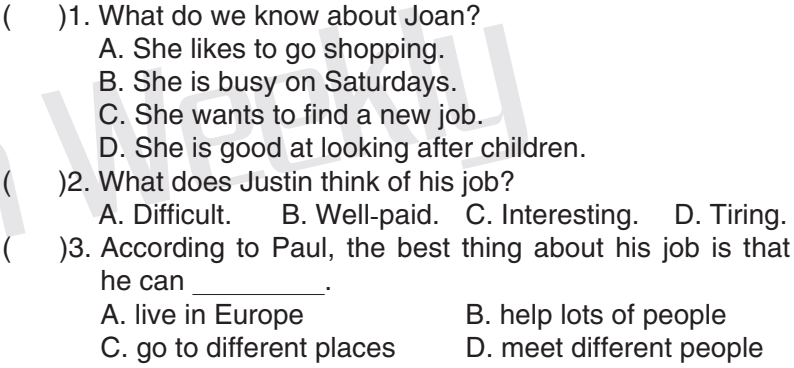 (    )1. What do we know about Joan?
A. She likes to go shopping.
B. She is busy on Saturdays.
C. She wants to find a new job.
D. She is good at looking after children.
(    )2. What does Justin think of his job?
A. Difficult.    B. Well-paid.    C. Interesting.    D. Tiring.
(    )3. According to Paul, the best thing about his job is that
he can _________.
A. live in Europe    B. help lots of people
C. go to different places    D. meet different people
n Weekly